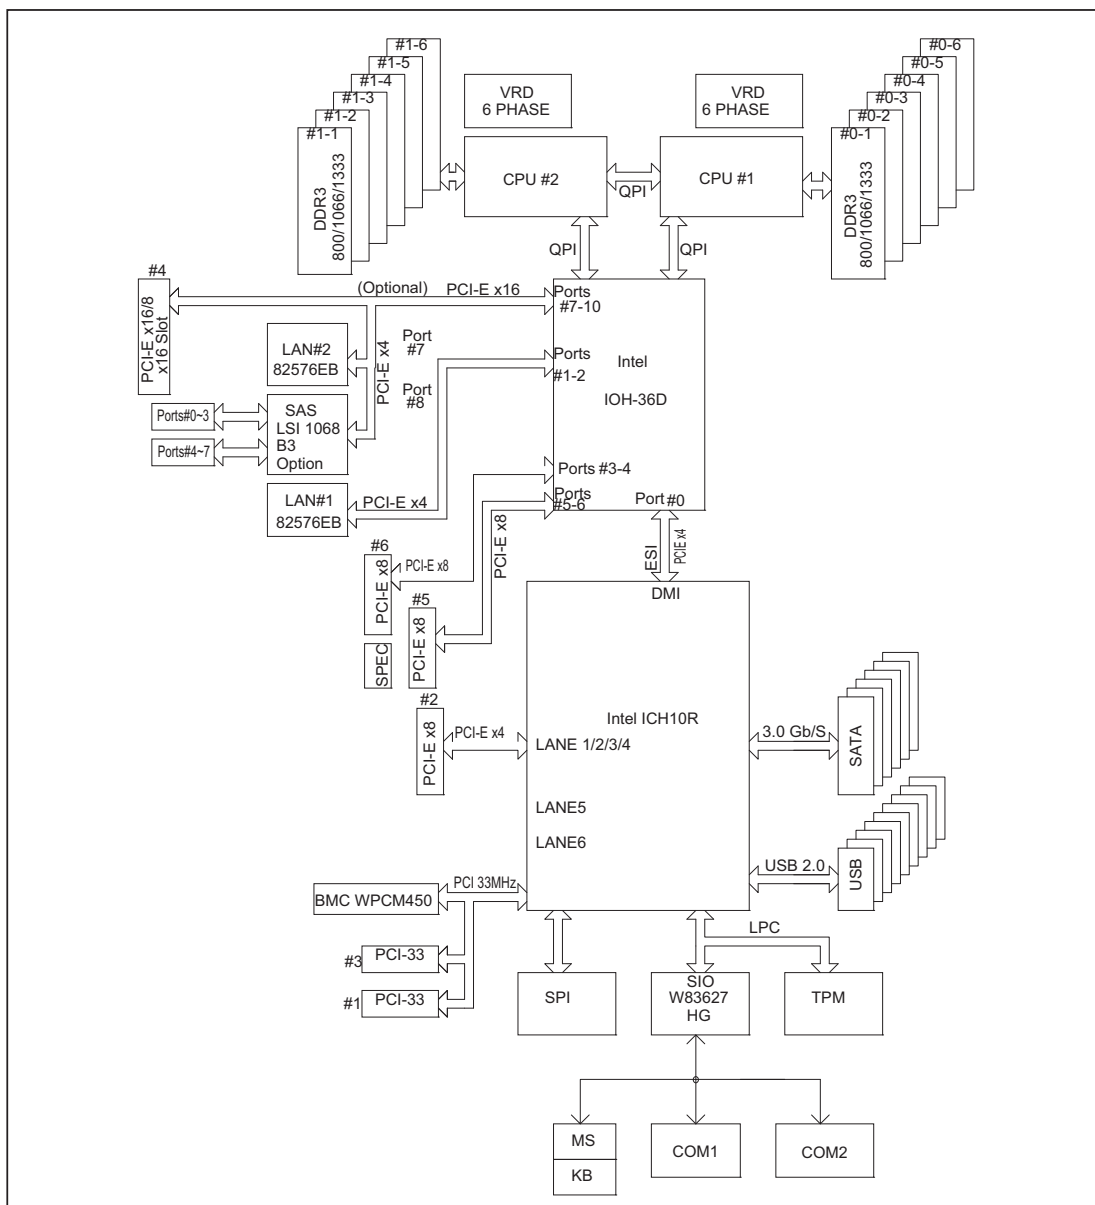 #1-6
#1-5
#1-4
#1-3
#1-2
#1-1
DDR3
800/1066/1333
VRD
6 PHASE
VRD
6 PHASE
#0-6
#0-5
#0-4
#0-3
#0-2
#0-1
DDR3
800/1066/1333
CPU #2
QPI
CPU #1
QPI
QPI
#4
PCI-E x16/8
x16 Slot
(Optional)
PCI-E x16
Ports
#7-10
LAN#2
82576EB
PCI-E x4
Port
#7
Port
#8
Ports
#1-2
Intel
IOH-36D
Ports#0~3
Ports#4~7
SAS
LSI 1068
B3
Option
LAN#1
82576EB
PCI-E x4
Ports #3-4
Ports
#5-6
Port #0
#6
PCI-E x8
PCI-E x8
PCI-E x8
ESI
PCIE x4
DMI
#5
PCI-E x8
SPEC
#2
PCI-E x8
PCI-E x4
LANE 1/2/3/4
Intel ICH10R
3.0 Gb/S
SATA
LANE5
LANE6
USB 2.0
USB
PCI 33MHz
BMC WPCM450
#3
PCI-33
#1
PCI-33
LPC
SPI
SIO
W83627
HG
TPM
MS
KB
COM1
COM2